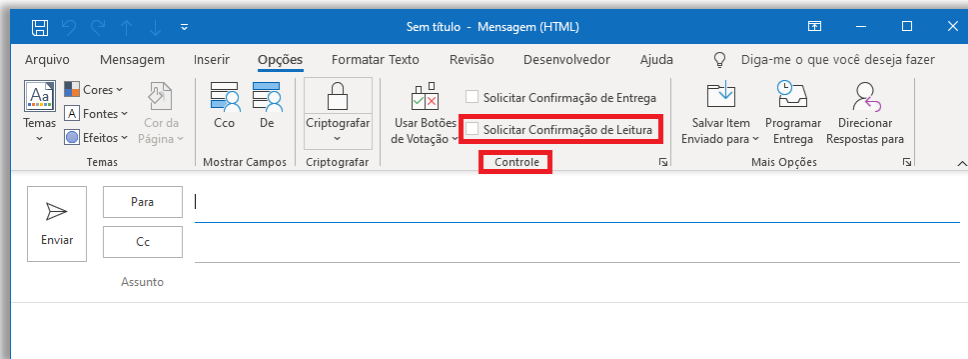 Sem título - Mensagem (HTML)
Arquivo Mensagem Inserir Opções Formatar Texto Revisão Desenvolvedor Ajuda Diga-me o que você deseja fazer
Aa
Temas
Cores
A Fontes
Efeitos
Cor da
Página
Temas
Cco
De
Mostrar Campos
Criptografar
Criptografar
Usar Botões
de Votação
Solicitar Confirmação de Entrega
Solicitar Confirmação de Leitura
Controle
Salvar Item
Enviado para
Programar
Entrega
Direcionar
Respostas para
Mais Opções
Enviar
Para
Cc
Assunto